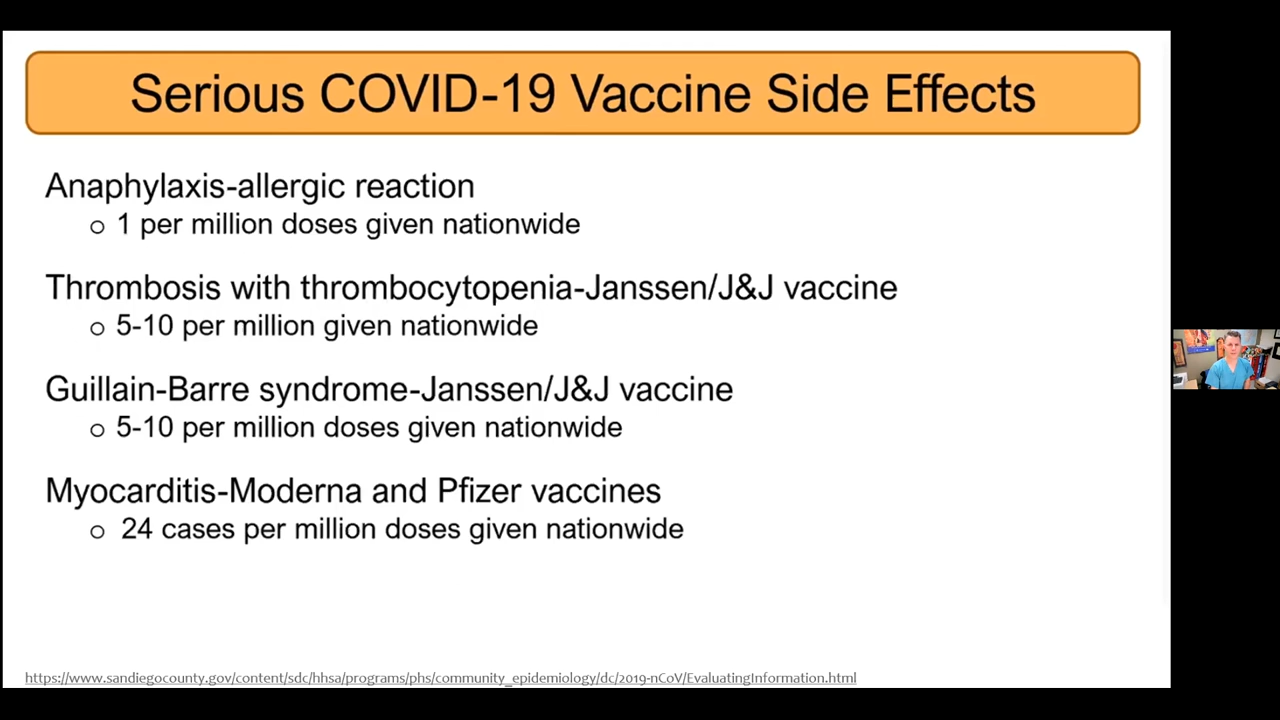 Serious COVID-19 Vaccine Side Effects
Anaphylaxis-allergic reaction
o 1 per million doses given nationwide
Thrombosis with thrombocytopenia-Janssen/J&J vaccine
o 5-10 per million given nationwide
Guillain-Barre syndrome-Janssen/J&J vaccine
o 5-10 per million doses given nationwide
Myocarditis-Moderna and Pfizer vaccines
o 24 cases per million doses given nationwide
https://www.sandiegocounty.gov/content/sdc/hhsa/programs/phs/community_epidemiology/dc/2019-nCoV/EvaluatingInformation.html